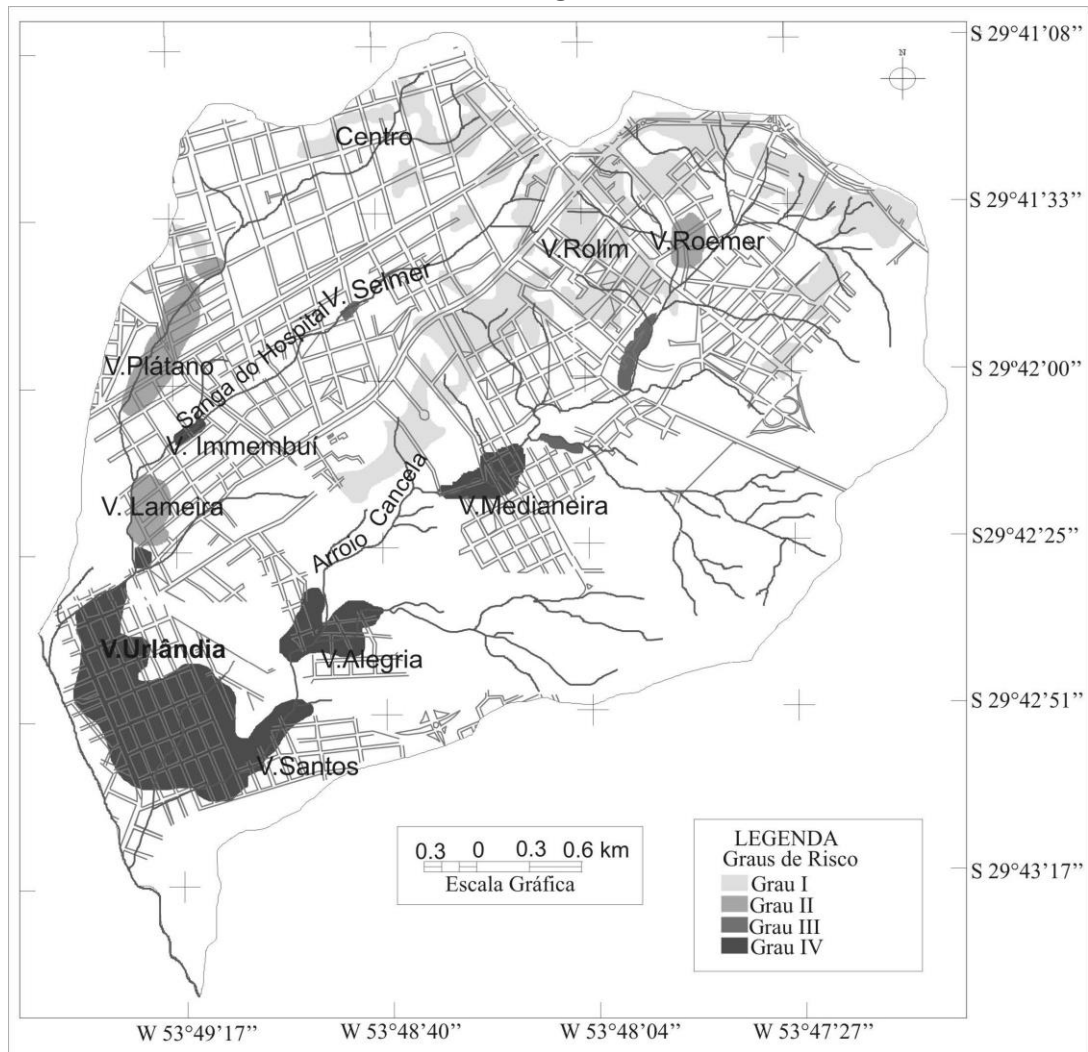 S 29°41'08''
N
Centro
S 29°41'33''
V.Rolim
V.Roemer
V. Selmer
Sanga do Hospital
V.Plátano
S 29°42'00''
V. Immembuí
V. Lameira
Arroio Cancela
V.Medianeira
S 29°42'25''
V.Urlândia
V.Alegria
S 29°42'51''
V.Santos
0.3 0 0.3 0.6 km
Escala Gráfica
LEGENDA
Graus de Risco
Grau I
Grau II
Grau III
Grau IV
S 29°43'17''
W 53°49'17'' W 53°48'40'' W 53°48'04'' W 53°47'27''